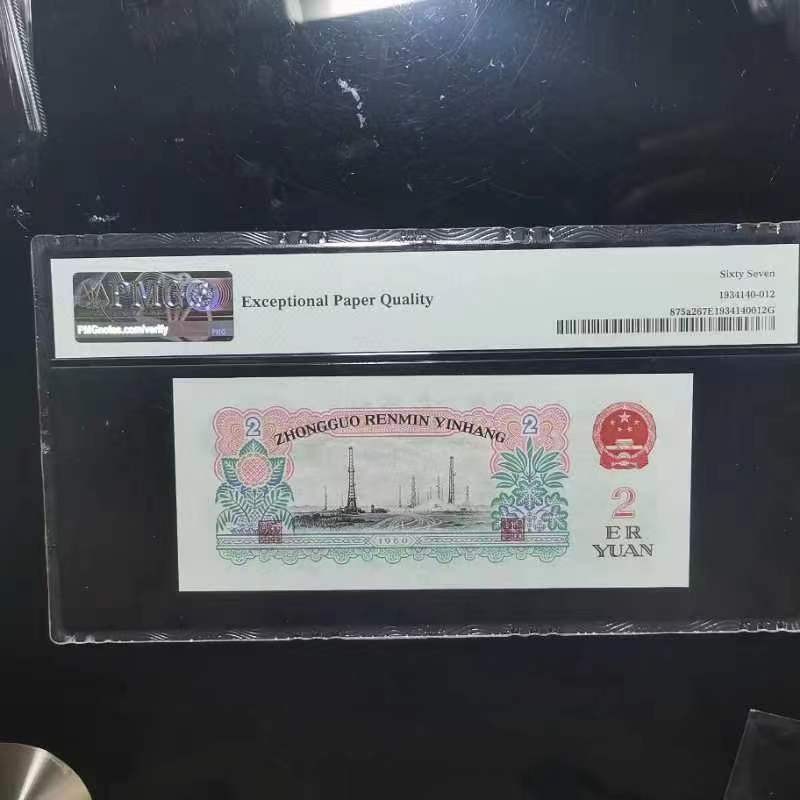 PMG
PMGnotes.com/verify
PMG
Exceptional Paper Quality
Sixty Seven
1934140-012
875a267E1934140012G
2
ZHONGGUO RENMIN YINHANG
2
1960
2
ER
YUAN